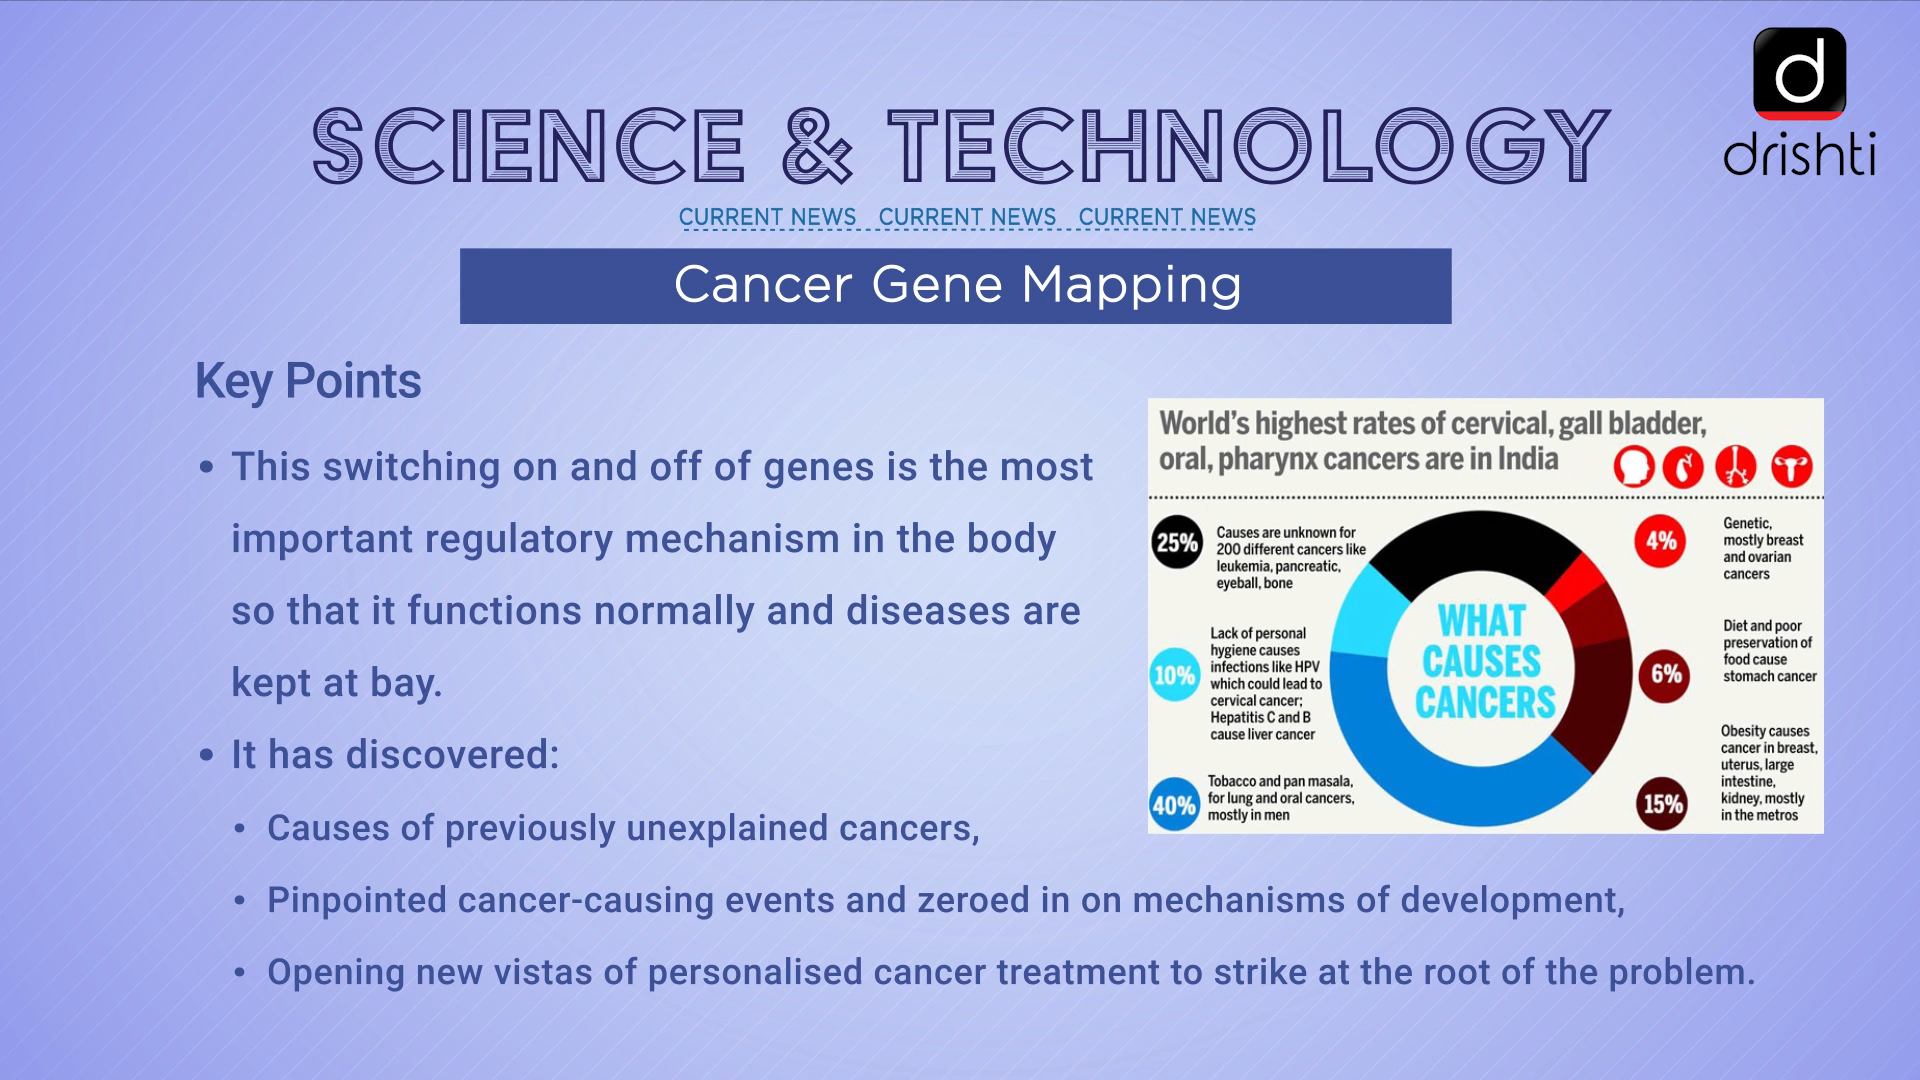 d
drishti
SCIENCE & TECHNOLOGY
CURRENT NEWS CURRENT NEWS CURRENT NEWS
Cancer Gene Mapping
Key Points
• This switching on and off of genes is the most
important regulatory mechanism in the body
so that it functions normally and diseases are
kept at bay.
• It has discovered:
• Causes of previously unexplained cancers,
• Pinpointed cancer-causing events and zeroed in on mechanisms of development,
• Opening new vistas of personalised cancer treatment to strike at the root of the problem.
World's highest rates of cervical, gall bladder,
oral, pharynx cancers are in India
25%
Causes are unknown for
200 different cancers like
leukemia, pancreatic,
eyeball, bone
10%
Lack of personal
hygiene causes
infections like HPV
which could lead to
cervical cancer;
Hepatitis C and B
cause liver cancer
40%
Tobacco and pan masala,
for lung and oral cancers,
mostly in men
WHAT
CAUSES
CANCERS
4%
Genetic,
mostly breast
and ovarian
cancers
6%
Diet and poor
preservation of
food cause
stomach cancer
15%
Obesity causes
cancer in breast,
uterus, large
intestine,
kidney, mostly
in the metros